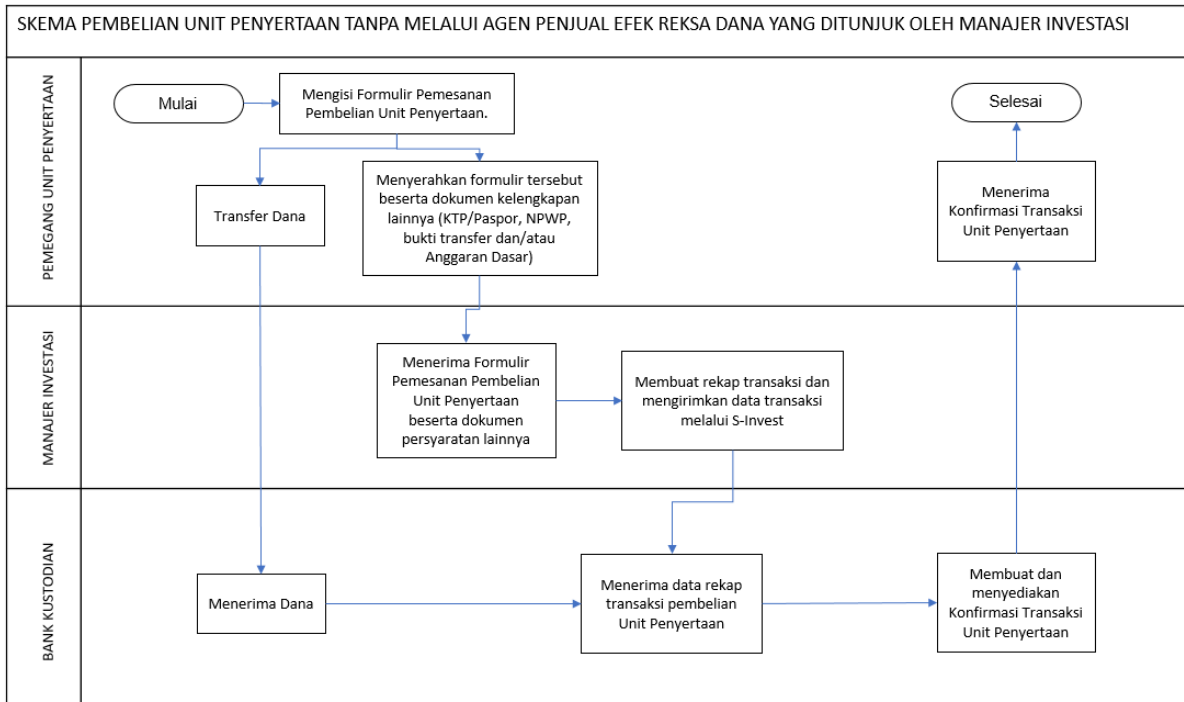 SKEMA PEMBELIAN UNIT PENYERTAAN TANPA MELALUI AGEN PENJUAL EFEK REKSA DANA YANG DITUNJUK OLEH MANAJER INVESTASI
PEMEGANG UNIT PENYERTAAN
Mulai
Mengisi Formulir Pemesanan
Pembelian Unit Penyertaan.
Selesai
Transfer Dana
Menyerahkan formulir tersebut
beserta dokumen kelengkapan
lainnya (KTP/Paspor, NPWP,
bukti transfer dan/atau
Anggaran Dasar)
Menerima
Konfirmasi Transaksi
Unit Penyertaan
MANAJER INVESTASI
Menerima Formulir
Pemesanan Pembelian
Unit Penyertaan
beserta dokumen
persyaratan lainnya
Membuat rekap transaksi dan
mengirimkan data transaksi
melalui S-Invest
BANK KUSTODIAN
Menerima Dana
Menerima data rekap
transaksi pembelian
Unit Penyertaan
Membuat dan
menyediakan
Konfirmasi Transaksi
Unit Penyertaan